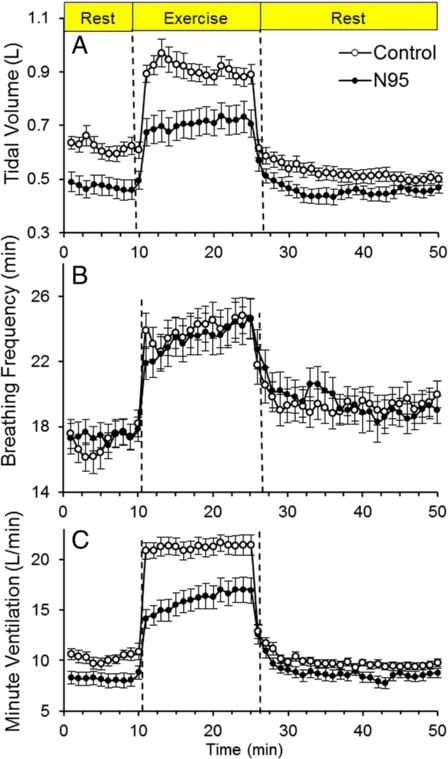 Rest Exercise Rest
A
Control
N95
Tidal Volume (L)
1.1
0.9
0.7
0.5
0.3
0 10 20 30 40 50
B
Breathing Frequency (min)
26
22
18
14
0 10 20 30 40 50
C
Minute Ventilation (L/min)
20
15
10
5
0 10 20 30 40 50
Time (min)